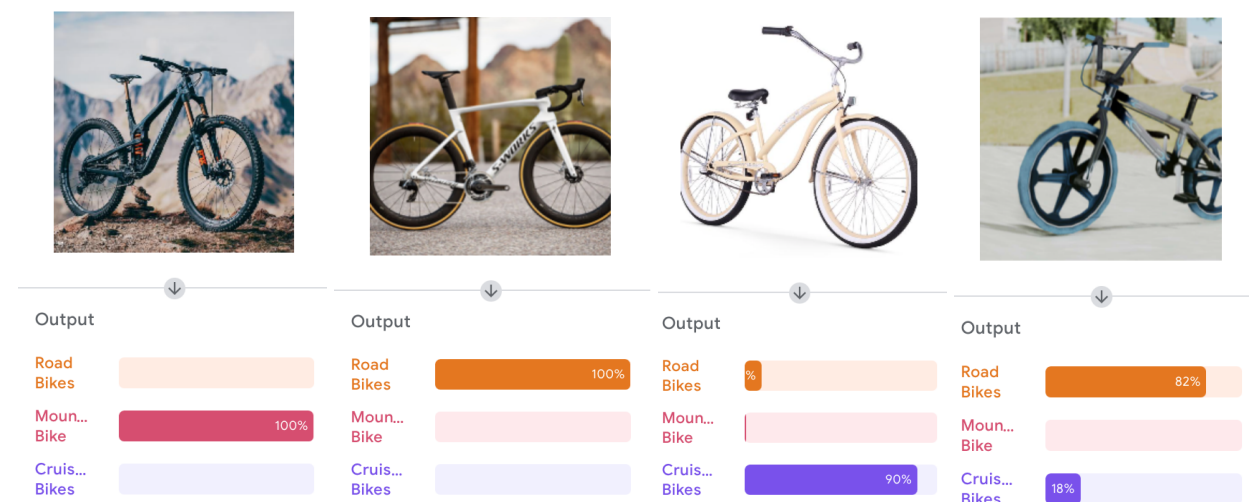 S-WORKS
Output
Road
Bikes
Moun...
Bike
100%
Cruis...
Bikes
Output
Road
Bikes
100%
Moun...
Bike
Cruis...
Bikes
Output
Road
Bikes
%
Moun...
Bike
Cruis...
Bikes
90%
Output
Road
Bikes
82%
Moun...
Bike
Cruis...
Bikes
18%